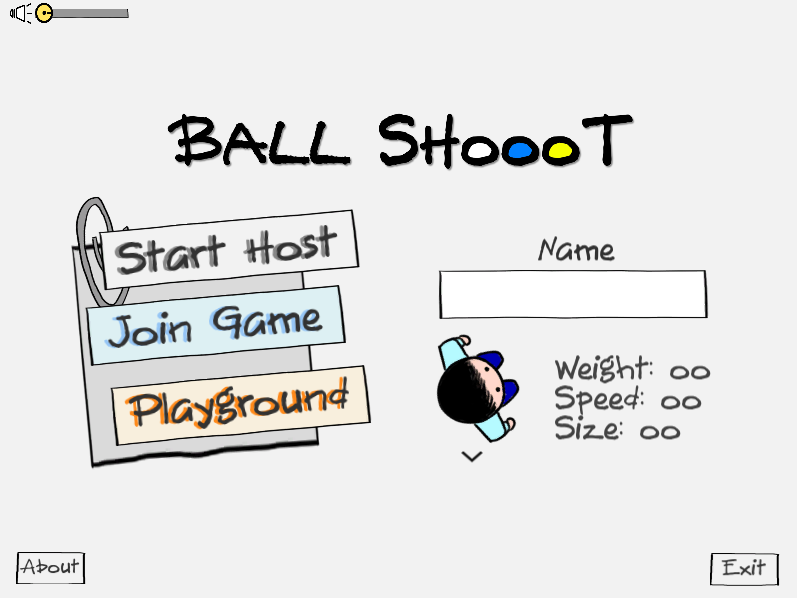 BALL SHOOOT
Start Host
Join Game
Playground
Name
Weight: 00
Speed: 00
Size: 00
About
Exit